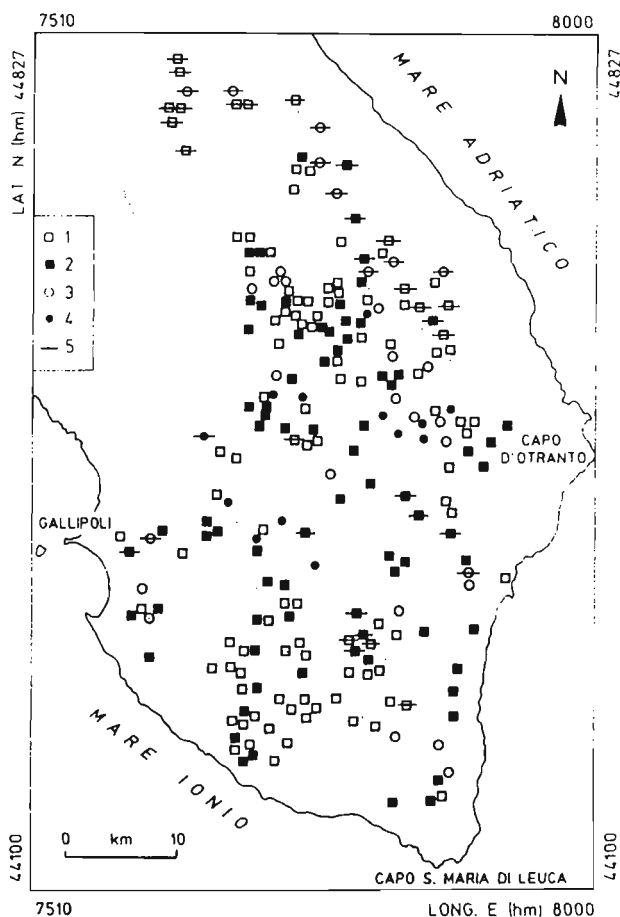 7510
8000
LAT. N (hm) 44827
44827
N
MARE ADRIATICO
1
2
3
4
5
CAPO
D'OTRANTO
GALLIPOLI
MARE IONIO
0 km 10
CAPO S. MARIA DI LEUCA
44100
44100
7510
LONG. E (hm) 8000